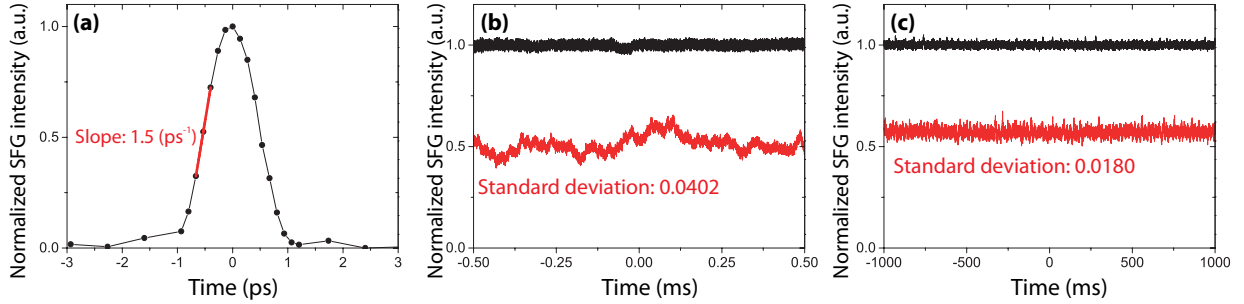 (a)
Normalized SFG intensity (a.u.)
1.0
0.5
0.0
Slope: 1.5 (ps⁻¹)
-3 -2 -1 0 1 2 3
Time (ps)
(b)
Normalized SFG intensity (a.u.)
1.0
0.5
0.0
Standard deviation: 0.0402
-0.50 -0.25 0.00 0.25 0.50
Time (ms)
(c)
Normalized SFG intensity (a.u.)
1.0
0.5
0.0
Standard deviation: 0.0180
-1000 -500 0.00 500 1000
Time (ms)